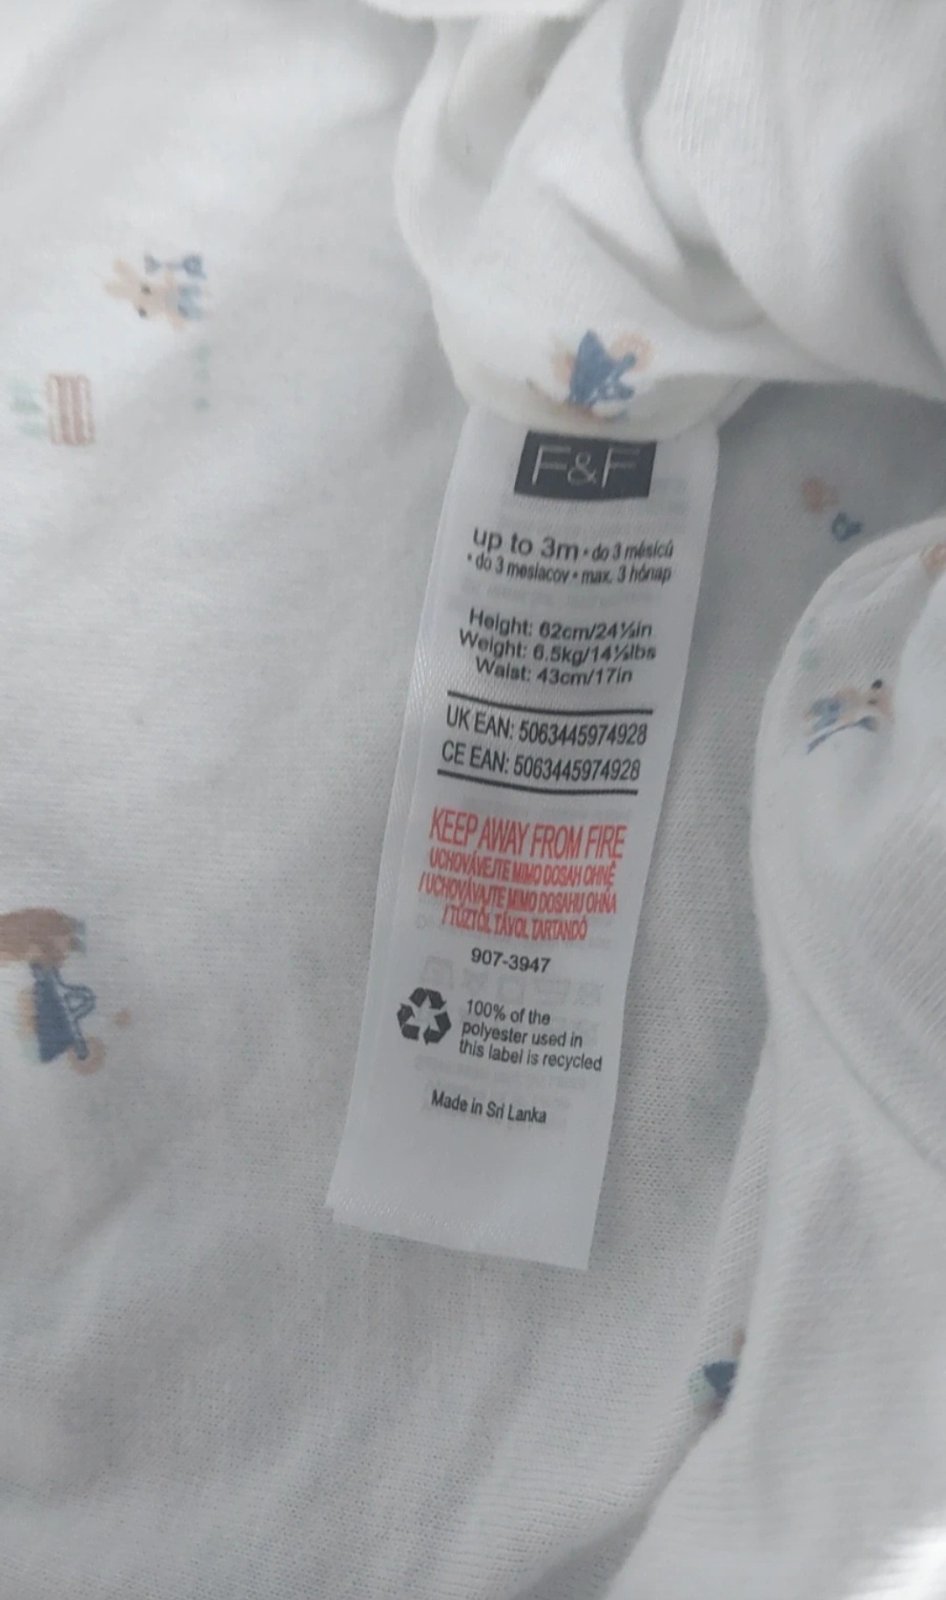 F&F
up to 3m • do 3 měsíců
• do 3 mesiacov • max. 3 hónap
Height: 62cm/24½in
Weight: 6.5kg/14½lbs
Waist: 43cm/17in
UK EAN: 5063445974928
CE EAN: 5063445974928
KEEP AWAY FROM FIRE
UCHOVÁVEJTE MIMO DOSAH OHNĚ
/ UCHOVÁVAJTE MIMO DOSAHU OHŇA
/ TŰZTŐL TÁVOL TARTANDÓ
907-3947
100% of the
polyester used in
this label is recycled
Made in Sri Lanka